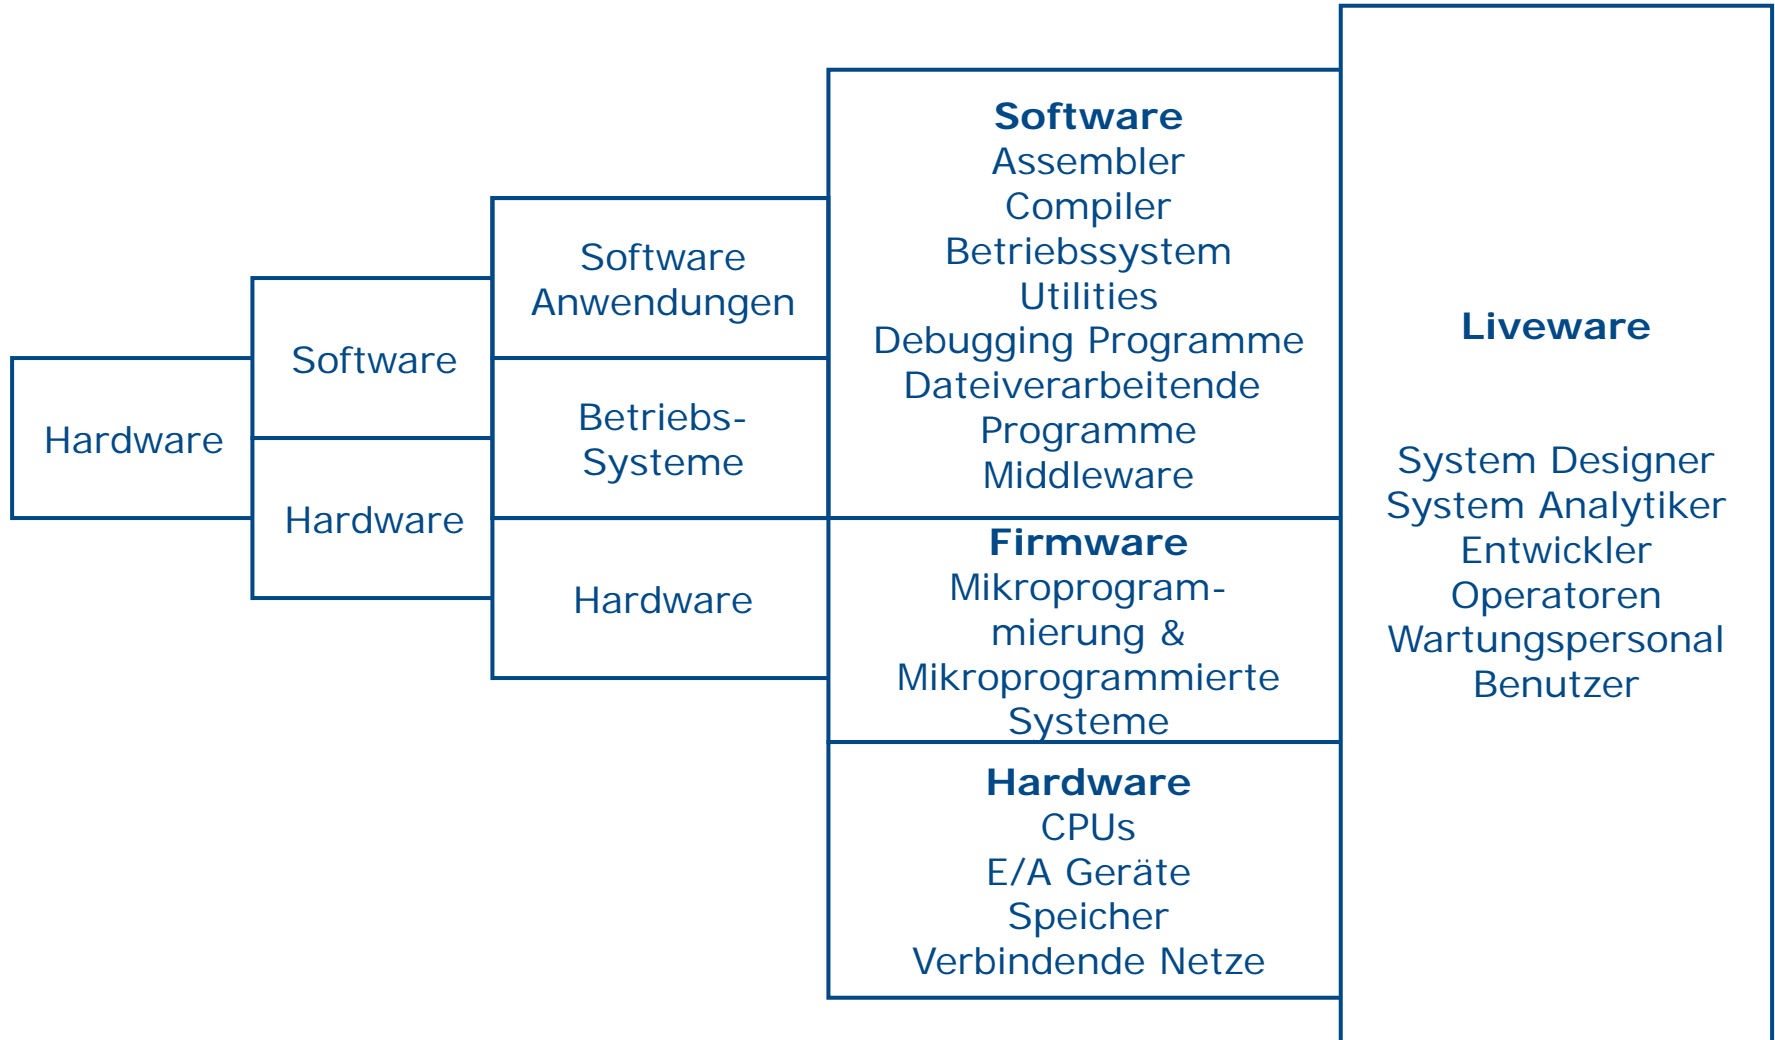 Hardware
Software
Hardware
Software
Anwendungen
Betriebs-
Systeme
Hardware
Software
Assembler
Compiler
Betriebssystem
Utilities
Debugging Programme
Dateiverarbeitende
Programme
Middleware
Firmware
Mikroprogram-
mierung &
Mikroprogrammierte
Systeme
Hardware
CPUs
E/A Geräte
Speicher
Verbindende Netze
Liveware
System Designer
System Analytiker
Entwickler
Operatoren
Wartungspersonal
Benutzer